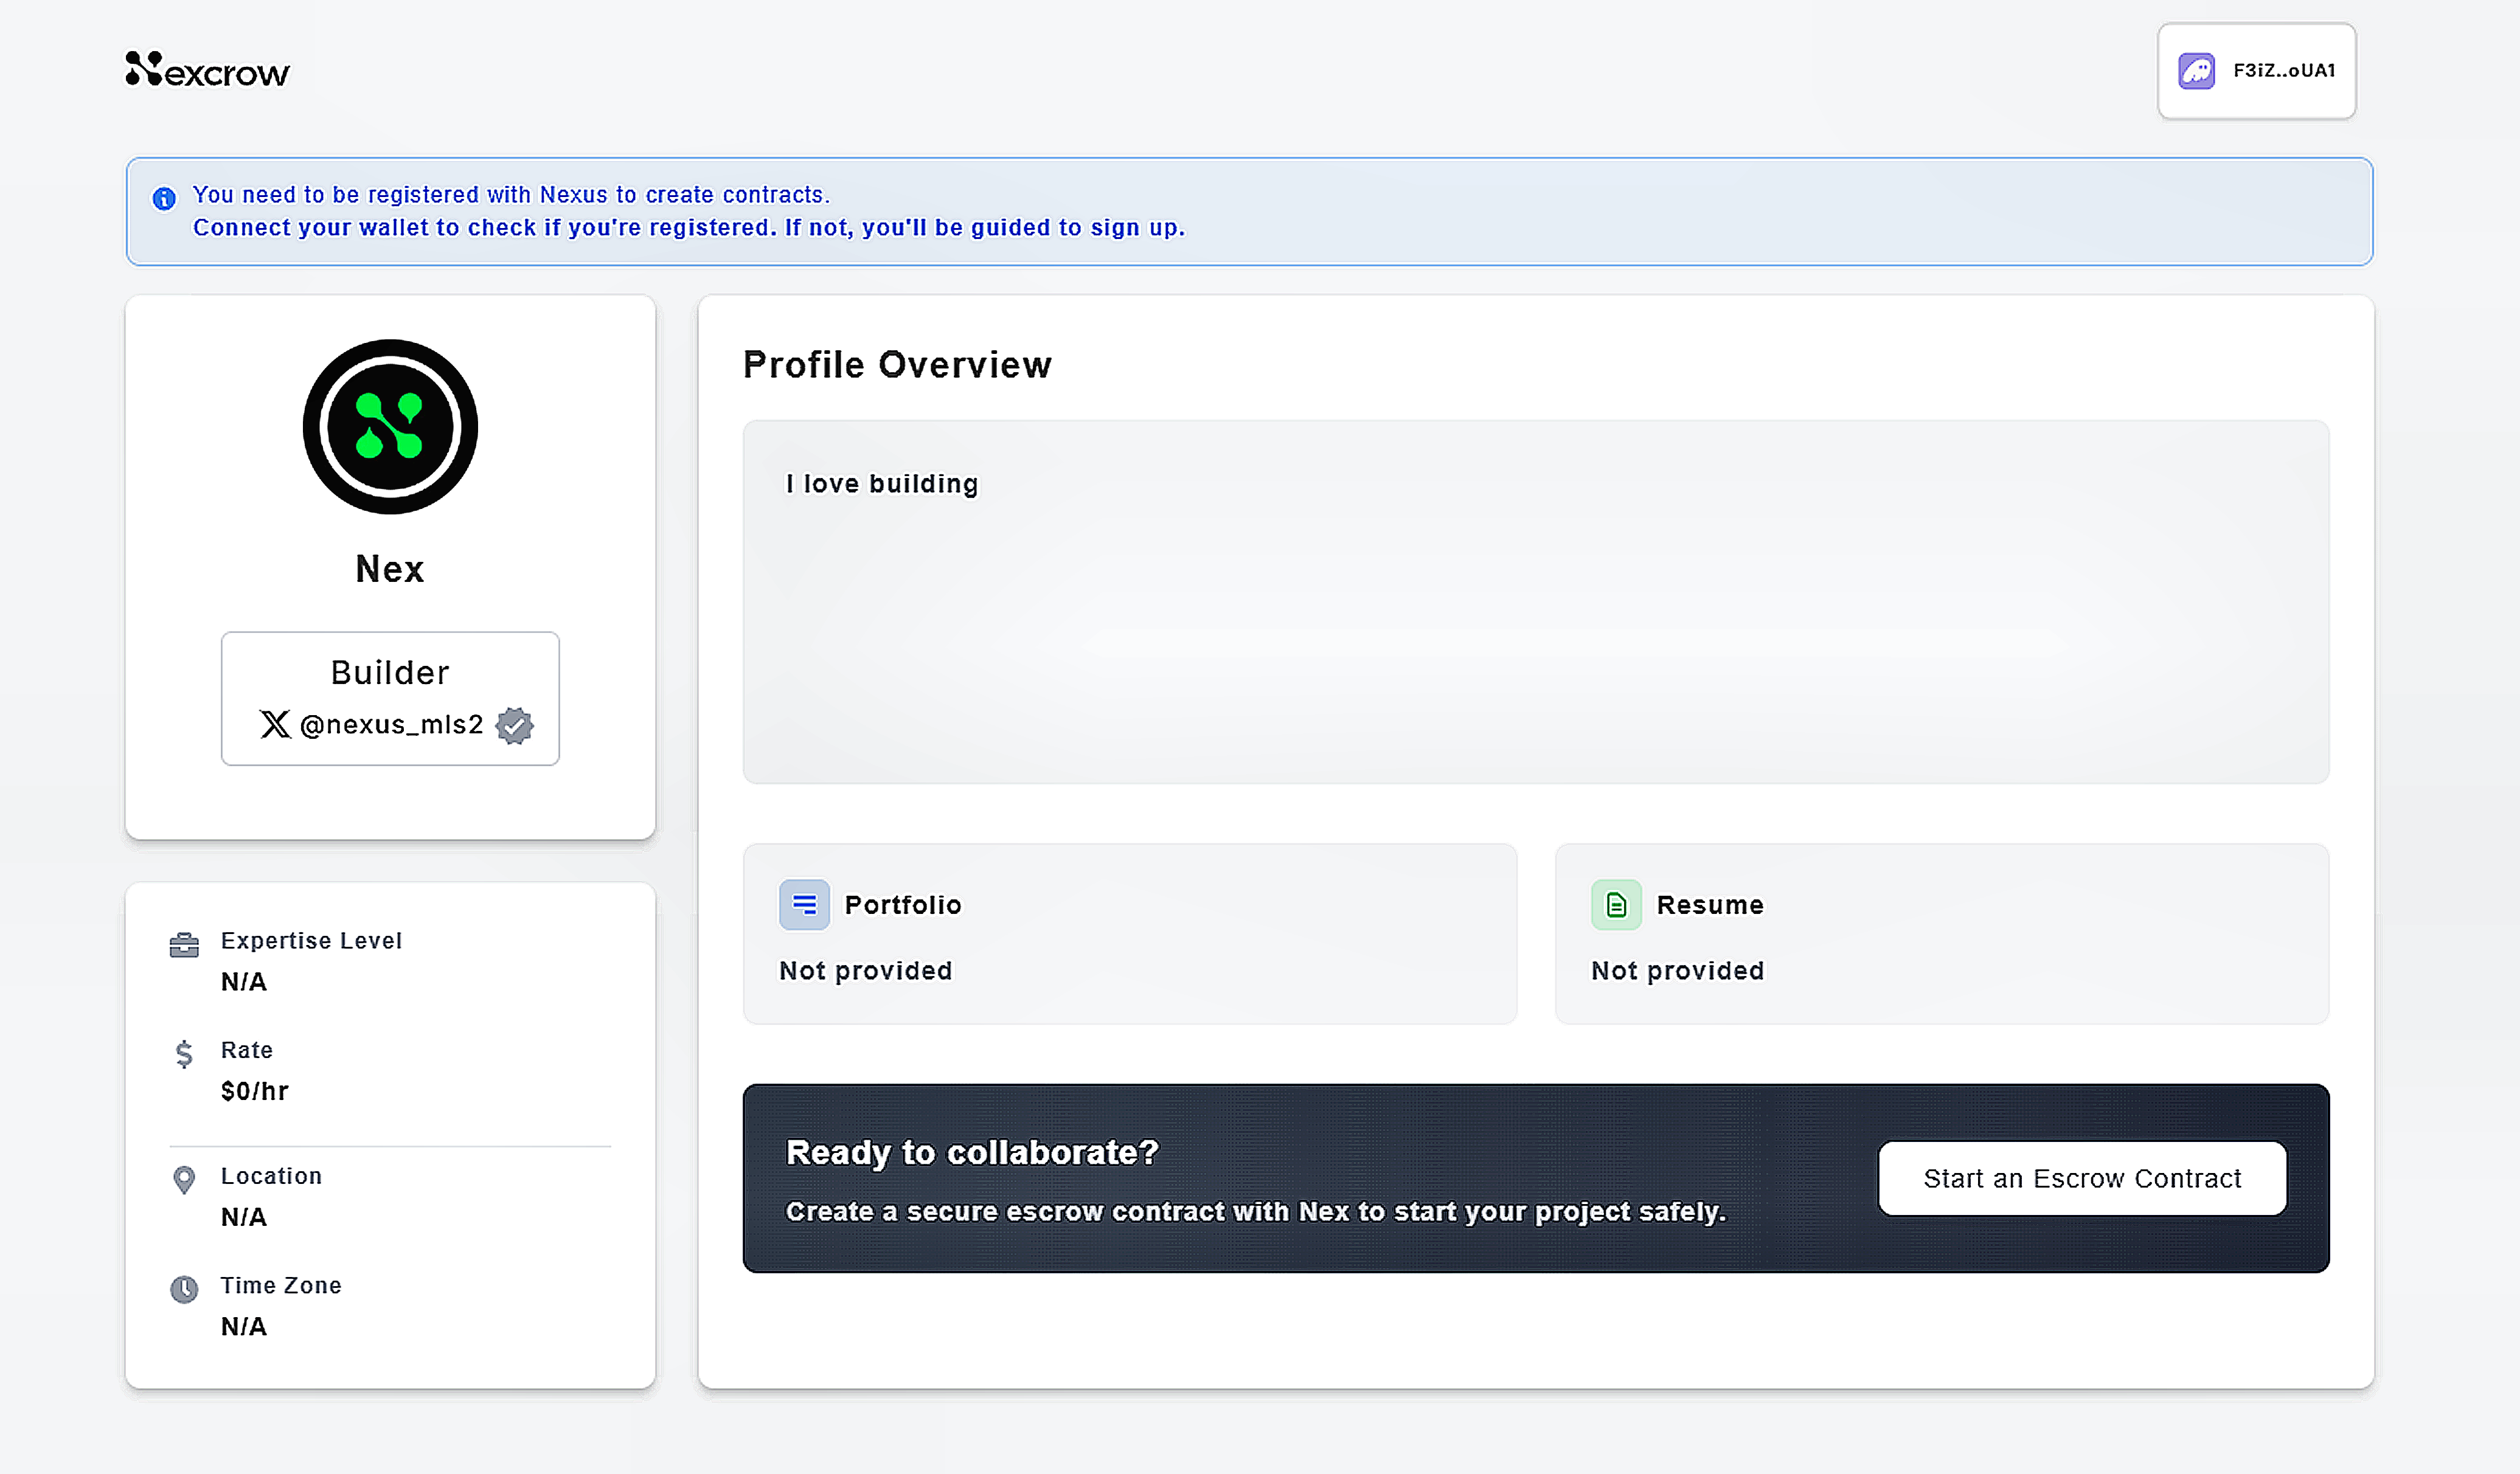 Nexcrow
F3iZ..oUA1
You need to be registered with Nexus to create contracts.
Connect your wallet to check if you're registered. If not, you'll be guided to sign up.
Nex
Builder
@nexus_mls2
Expertise Level
N/A
Rate
$0/hr
Location
N/A
Time Zone
N/A
Profile Overview
I love building
Portfolio
Not provided
Resume
Not provided
Ready to collaborate?
Create a secure escrow contract with Nex to start your project safely.
Start an Escrow Contract